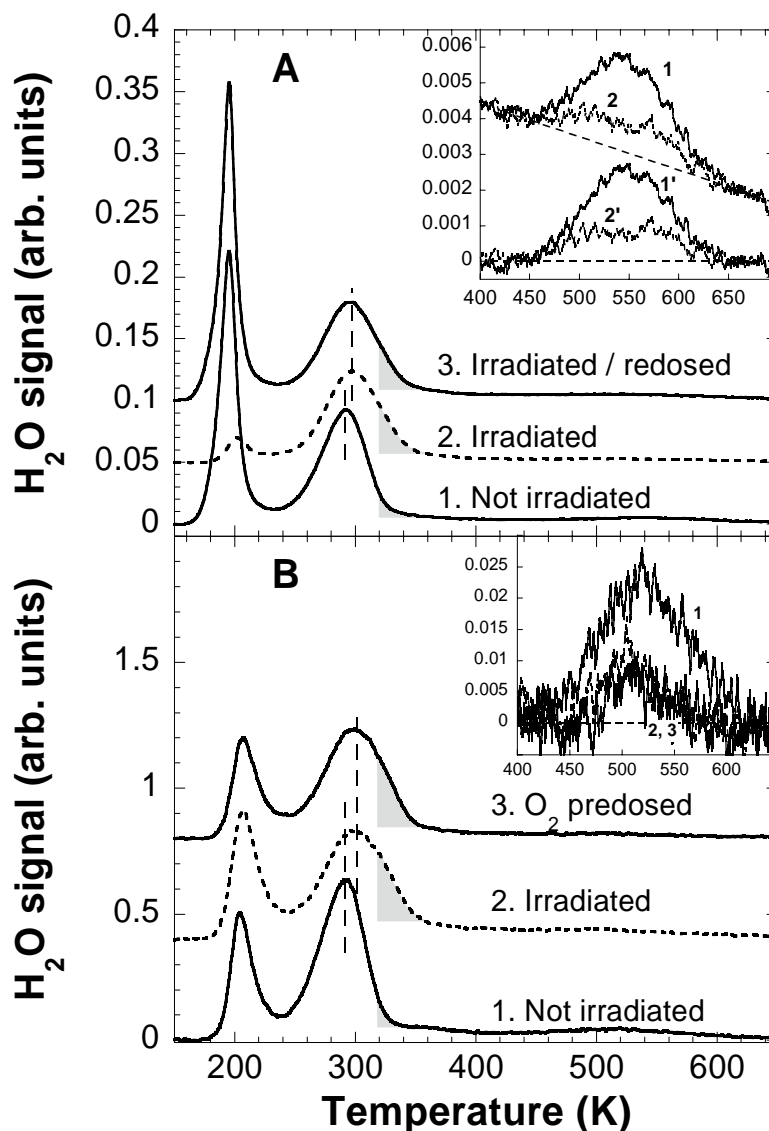 A
H2O signal (arb. units)
0.4
0.35
0.3
0.25
0.2
0.15
0.1
0.05
0
0.006
0.005
0.004
0.003
0.002
0.001
0
400 450 500 550 600 650
1
2
1'
2'
3. Irradiated / redosed
2. Irradiated
1. Not irradiated
B
H2O signal (arb. units)
1.5
1
0.5
0
0.025
0.02
0.015
0.01
0.005
0
400 450 500 550 600
1
2, 3
3. O2 predosed
2. Irradiated
1. Not irradiated
200 300 400 500 600
Temperature (K)